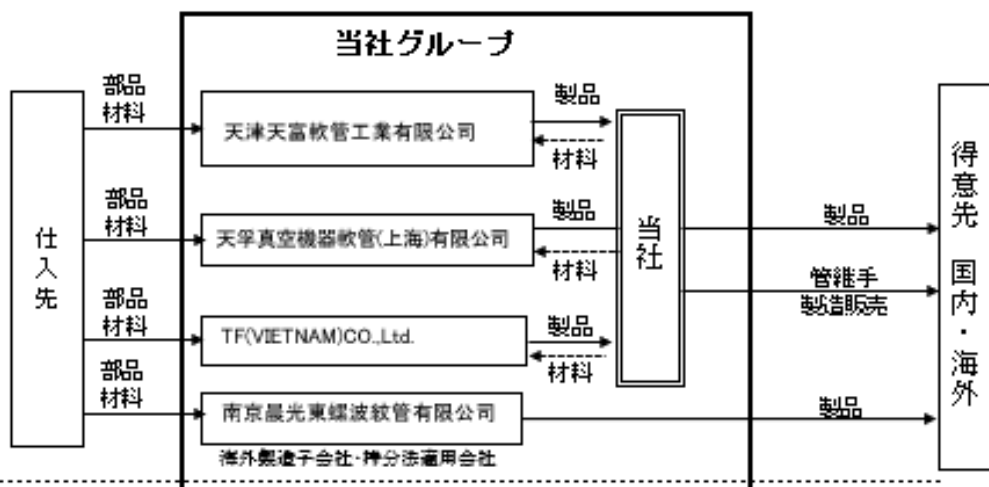 当社グループ
仕入先
部品
材料
天津天富軟管工業有限公司
製品
材料
部品
材料
天孚真空機器軟管(上海)有限公司
製品
材料
部品
材料
TF(VIETNAM)CO.,Ltd.
製品
材料
部品
材料
南京晨光東螺波紋管有限公司
海外製造子会社・持分法適用会社
当社
製品
管継手
製造販売
製品
得意先 国内・海外